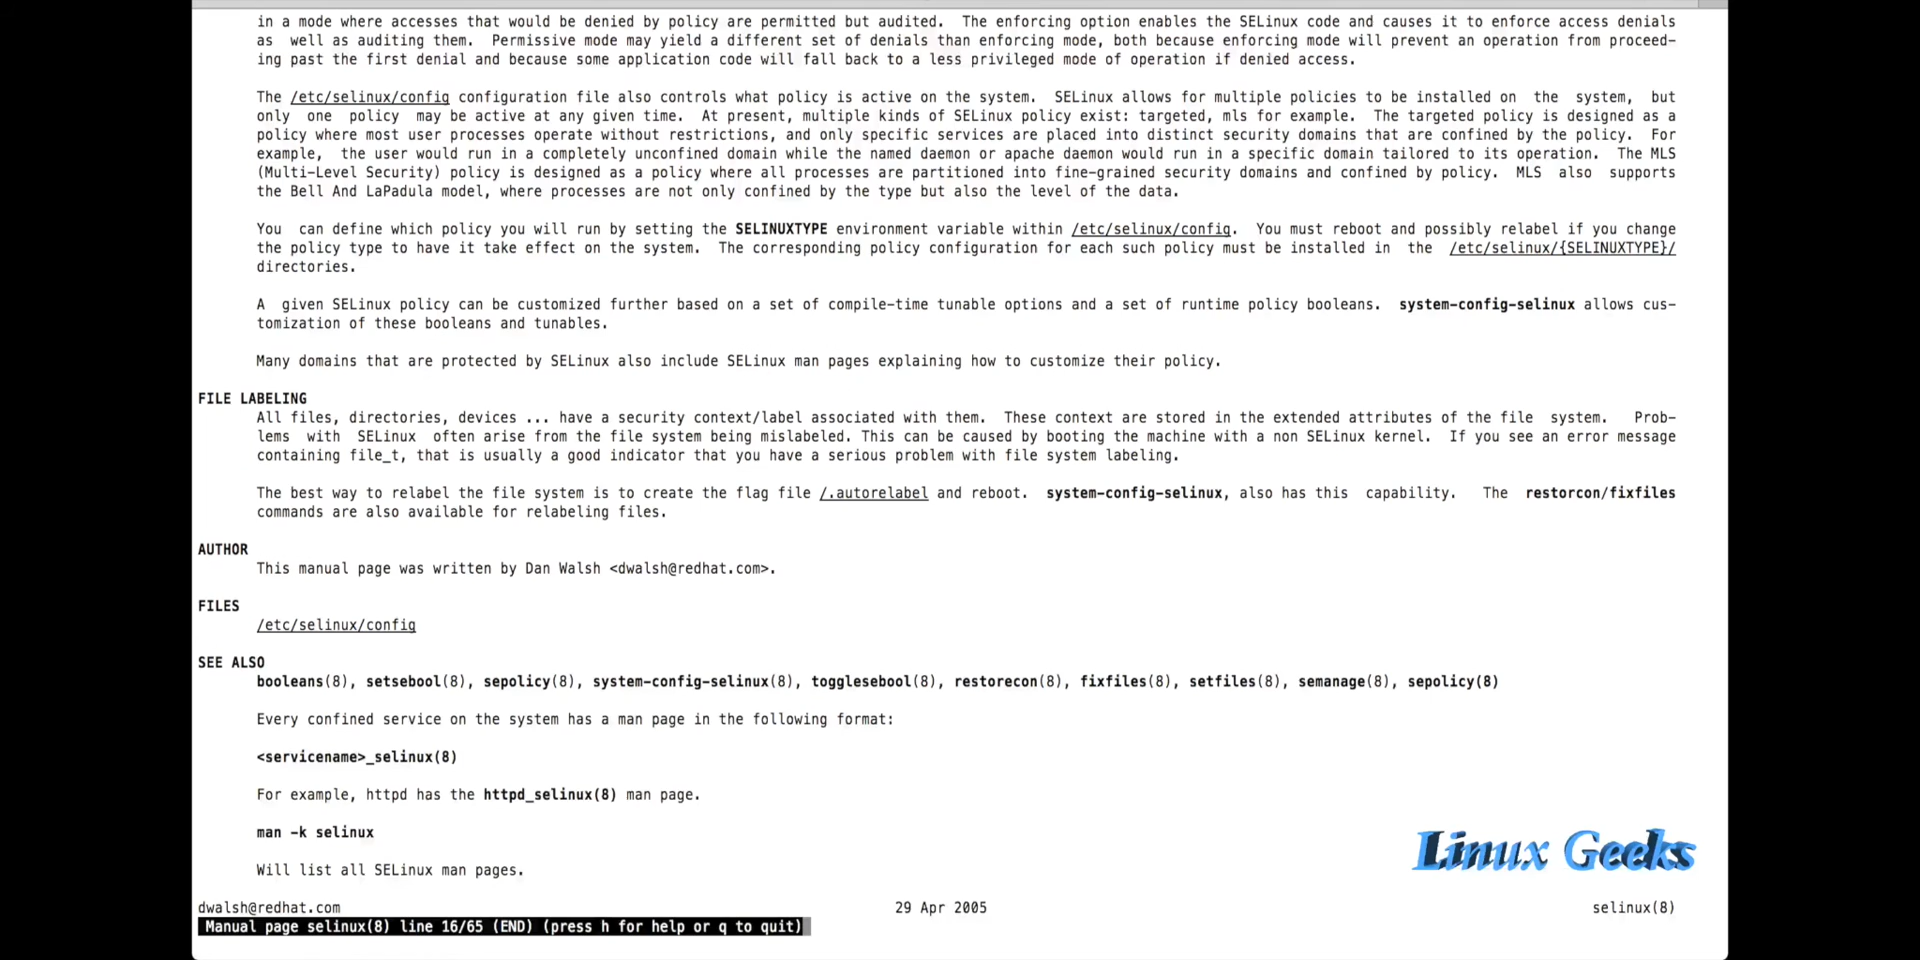 in a mode where accesses that would be denied by policy are permitted but audited.  The enforcing option enables the SELinux code and causes it to enforce access denials
as  well as auditing them.  Permissive mode may yield a different set of denials than enforcing mode, both because enforcing mode will prevent an operation from proceed-
ing past the first denial and because some application code will fall back to a less privileged mode of operation if denied access.
The /etc/selinux/config configuration file also controls what policy is active on the system.  SELinux allows for multiple policies to be installed on  the  system,  but
only  one  policy  may be active at any given time.  At present, multiple kinds of SELinux policy exist: targeted, mls for example.  The targeted policy is designed as a
policy where most user processes operate without restrictions, and only specific services are placed into distinct security domains that are confined by the policy.  For
example,  the user would run in a completely unconfined domain while the named daemon or apache daemon would run in a specific domain tailored to its operation.  The MLS
(Multi-Level Security) policy is designed as a policy where all processes are partitioned into fine-grained security domains and confined by policy.  MLS  also  supports
the Bell And LaPadula model, where processes are not only confined by the type but also the level of the data.
You  can define which policy you will run by setting the SELINUXTYPE environment variable within /etc/selinux/config.  You must reboot and possibly relabel if you change
the policy type to have it take effect on the system.  The corresponding policy configuration for each such policy must be installed in  the  /etc/selinux/{SELINUXTYPE}/
directories.
A  given SELinux policy can be customized further based on a set of compile-time tunable options and a set of runtime policy booleans.  system-config-selinux allows cus-
tomization of these booleans and tunables.
Many domains that are protected by SELinux also include SELinux man pages explaining how to customize their policy.
FILE LABELING
All files, directories, devices ... have a security context/label associated with them.  These context are stored in the extended attributes of the file  system.   Prob-
lems  with  SELinux  often arise from the file system being mislabeled. This can be caused by booting the machine with a non SELinux kernel.  If you see an error message
containing file_t, that is usually a good indicator that you have a serious problem with file system labeling.
The best way to relabel the file system is to create the flag file /.autorelabel and reboot.  system-config-selinux, also has this  capability.   The  restorcon/fixfiles
commands are also available for relabeling files.
AUTHOR
This manual page was written by Dan Walsh <dwalsh@redhat.com>.
FILES
/etc/selinux/config
SEE ALSO
booleans(8), setsebool(8), sepolicy(8), system-config-selinux(8), togglesebool(8), restorecon(8), fixfiles(8), setfiles(8), semanage(8), sepolicy(8)
Every confined service on the system has a man page in the following format:
<servicename>_selinux(8)
For example, httpd has the httpd_selinux(8) man page.
man -k selinux
Will list all SELinux man pages.
Linux Geeks
dwalsh@redhat.com 29 Apr 2005 selinux(8)
Manual page selinux(8) line 16/65 (END) (press h for help or q to quit)